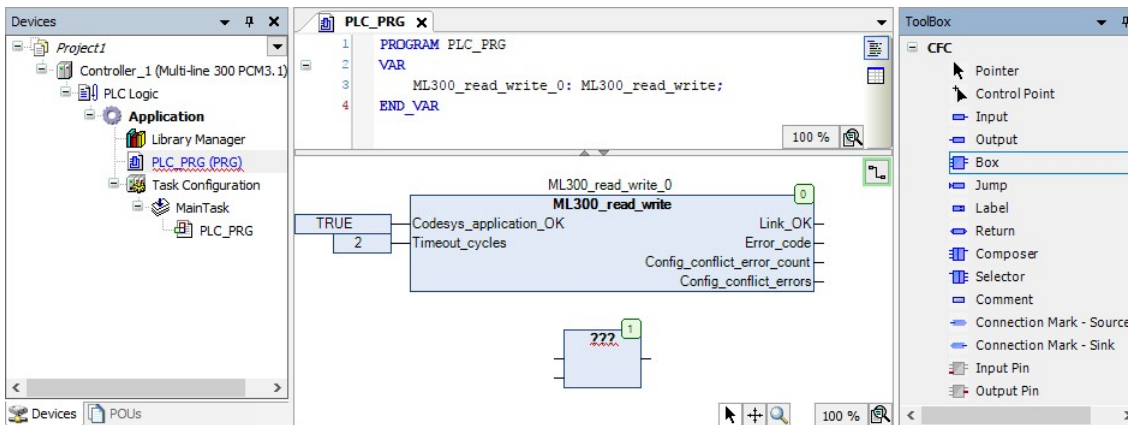 Devices
Project1
Controller_1 (Multi-line 300 PCM3.1)
PLC Logic
Application
Library Manager
PLC_PRG (PRG)
Task Configuration
MainTask
PLC_PRG
Devices
POUs
PLC_PRG
1 PROGRAM PLC_PRG
2 VAR
3 ML300_read_write_0: ML300_read_write;
4 END_VAR
100 %
ML300_read_write_0
0
ML300_read_write
TRUE Codesys_application_OK Link_OK
2 Timeout_cycles Error_code
Config_conflict_error_count
Config_conflict_errors
1
???
100 %
ToolBox
CFC
Pointer
Control Point
Input
Output
Box
Jump
Label
Return
Composer
Selector
Comment
Connection Mark - Source
Connection Mark - Sink
Input Pin
Output Pin